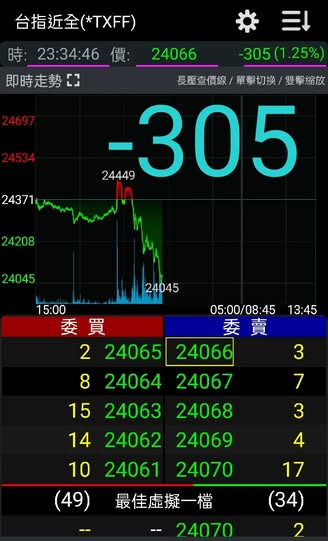 台指近全(*TXFF)
時: 23:34:46 價: 24066 -305 (1.25%)
即時走勢 長壓查價線 / 單擊切換 / 雙擊縮放
-305
24697
24534
24449
24371
24208
24045
24045
15:00 05:00/08:45 13:45
委 買 委 賣
2 24065 24066 3
8 24064 24067 7
15 24063 24068 3
14 24062 24069 4
10 24061 24070 17
(49) 最佳虛擬一檔 (34)
-- -- 24070 2